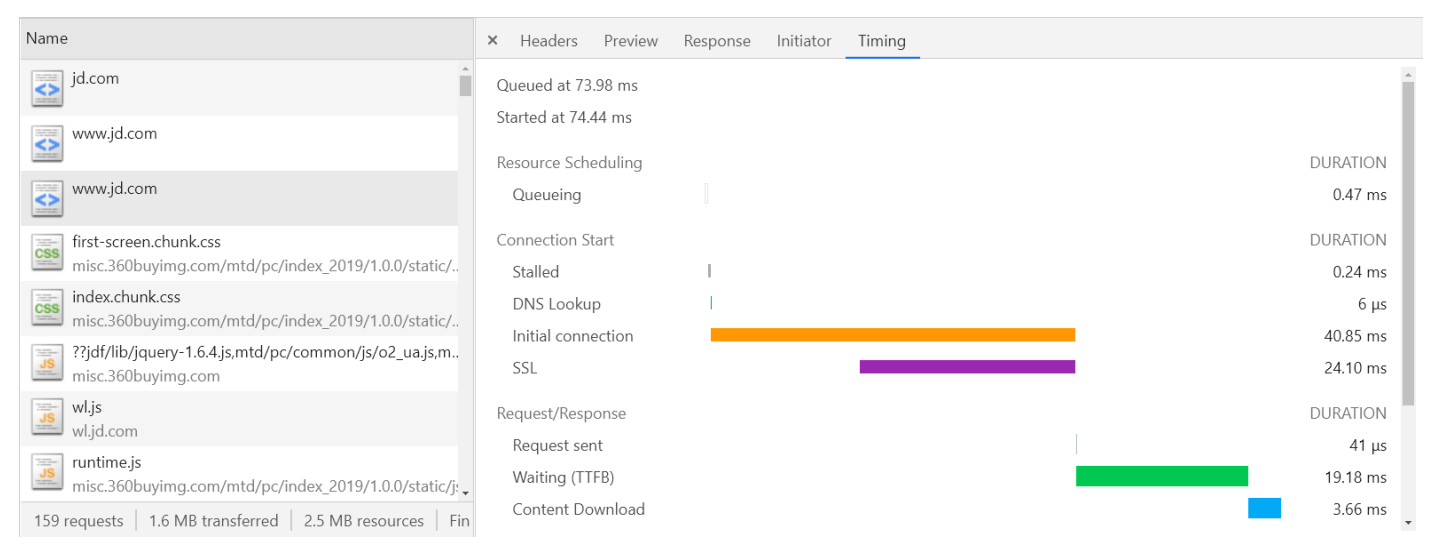 Name
jd.com
www.jd.com
www.jd.com
CSS
first-screen.chunk.css
misc.360buyimg.com/mtd/pc/index_2019/1.0.0/static/..
CSS
index.chunk.css
misc.360buyimg.com/mtd/pc/index_2019/1.0.0/static/..
JS
??jdf/lib/jquery-1.6.4.js,mtd/pc/common/js/o2_ua.js,m..
misc.360buyimg.com
JS
wl.js
wl.jd.com
JS
runtime.js
misc.360buyimg.com/mtd/pc/index_2019/1.0.0/static/js
159 requests 1.6 MB transferred 2.5 MB resources Fin
× Headers Preview Response Initiator Timing
Queued at 73.98 ms
Started at 74.44 ms
Resource Scheduling DURATION
Queueing 0.47 ms
Connection Start DURATION
Stalled 0.24 ms
DNS Lookup 6 μs
Initial connection 40.85 ms
SSL 24.10 ms
Request/Response DURATION
Request sent 41 μs
Waiting (TTFB) 19.18 ms
Content Download 3.66 ms